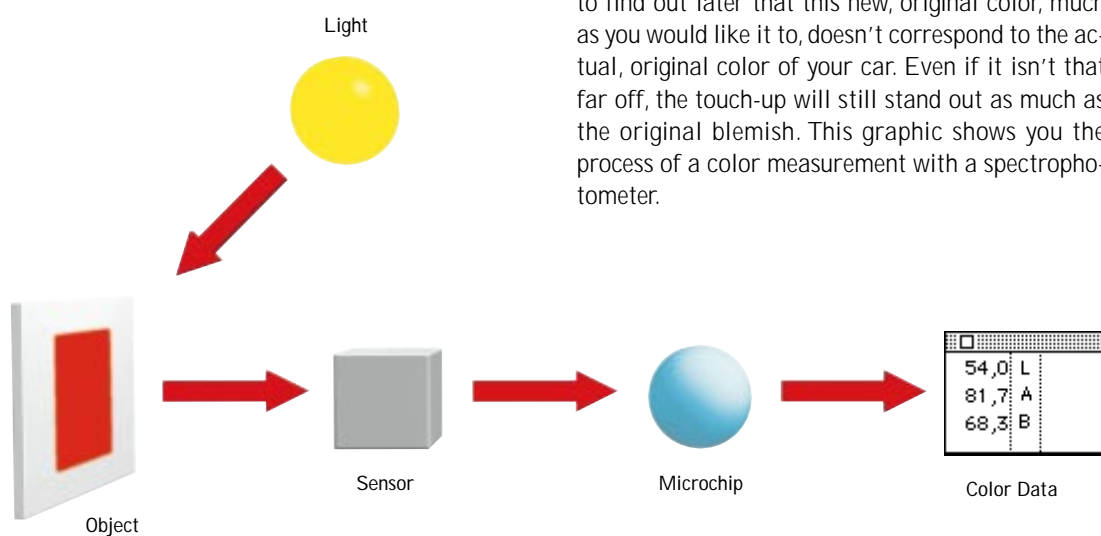 to find out later that this new, original color, much
as you would like it to, doesn't correspond to the ac-
tual, original color of your car. Even if it isn't that
far off, the touch-up will still stand out as much as
the original blemish. This graphic shows you the
process of a color measurement with a spectropho-
tometer.
Light
Object
Sensor
Microchip
54,0 L
81,7 A
68,3 B
Color Data